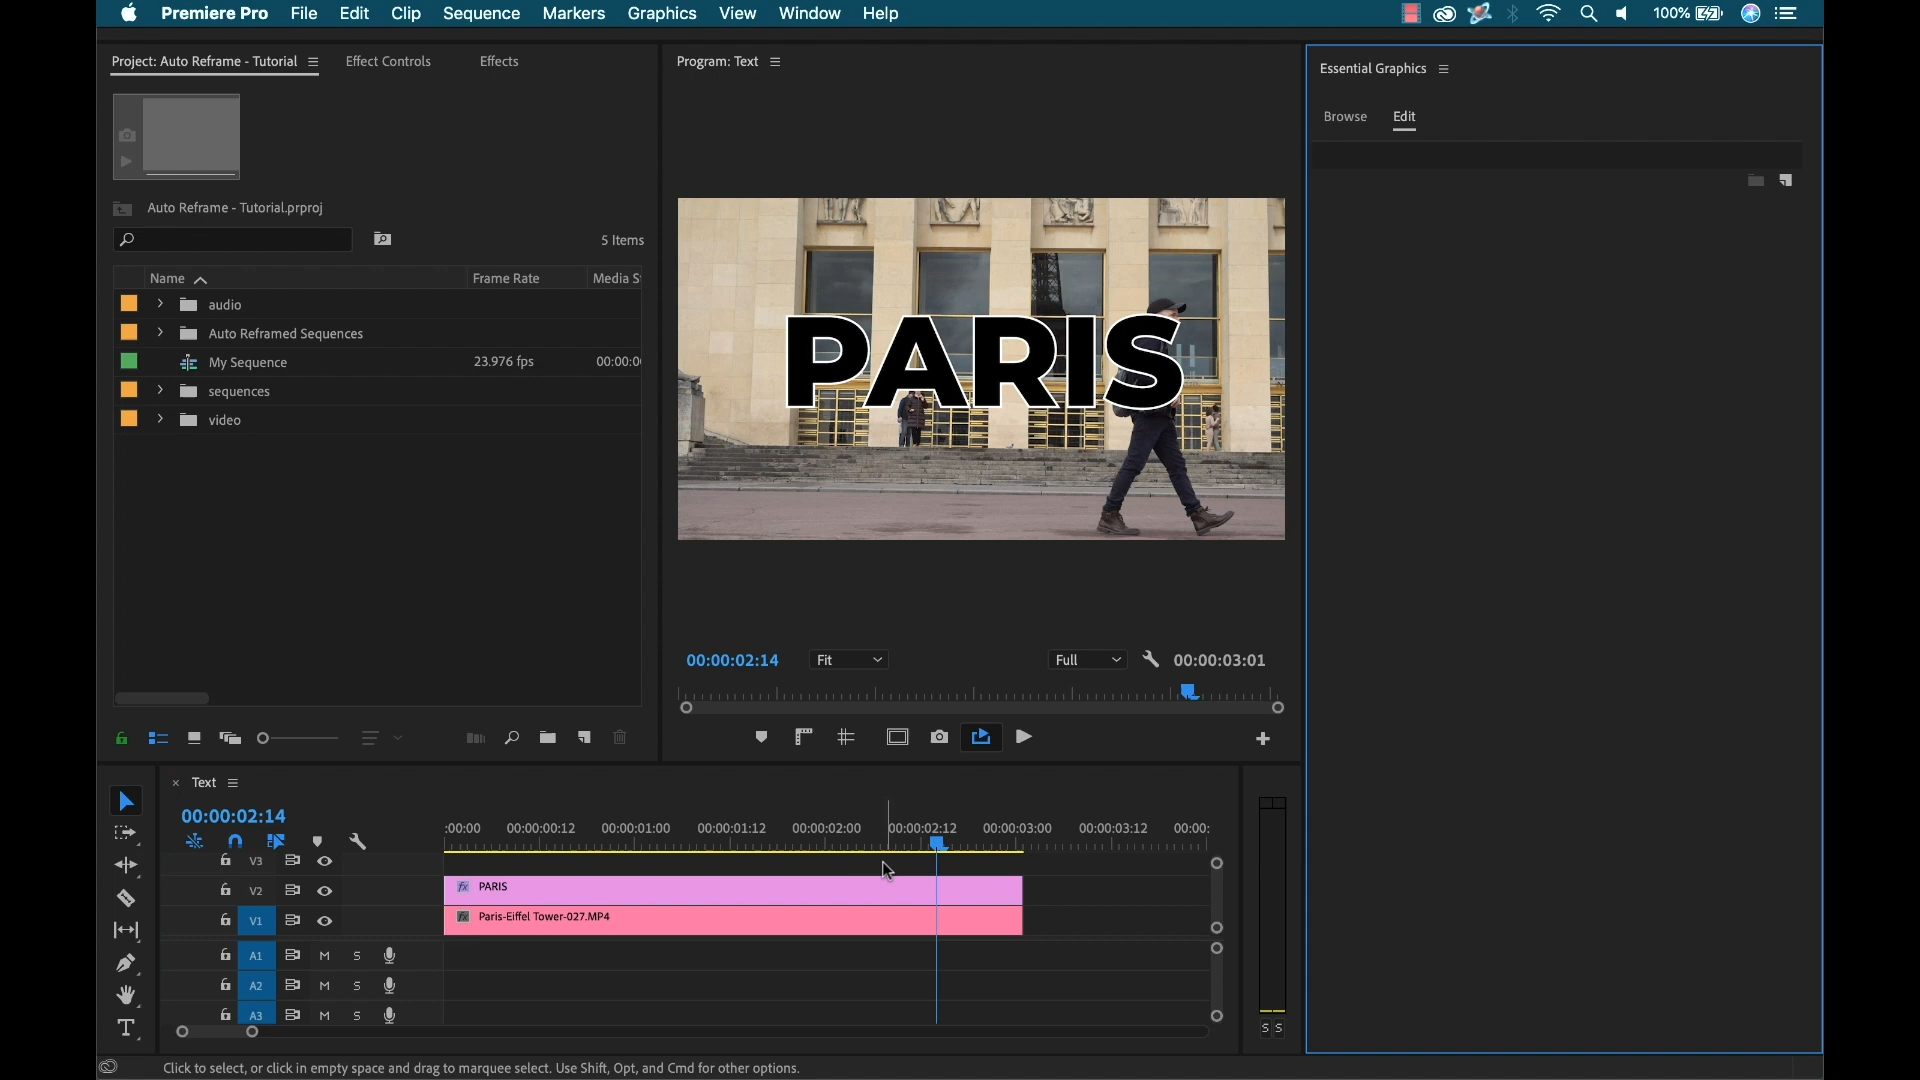 Premiere Pro File Edit Clip Sequence Markers Graphics View Window Help
100%
Project: Auto Reframe - Tutorial
Effect Controls
Effects
Auto Reframe - Tutorial.prproj
5 Items
Name
Frame Rate
Media S
audio
Auto Reframed Sequences
My Sequence
23.976 fps
00:00:0
sequences
video
Program: Text
PARIS
00:00:02:14
Fit
Full
00:00:03:01
Essential Graphics
Browse
Edit
Text
00:00:02:14
:00:00 00:00:00:12 00:00:01:00 00:00:01:12 00:00:02:00 00:00:02:12 00:00:03:00 00:00:03:12 00:00:
V3
V2
fx PARIS
V1
fx Paris-Eiffel Tower-027.MP4
A1 M S
A2 M S
A3 M S
S S
Click to select, or click in empty space and drag to marquee select. Use Shift, Opt, and Cmd for other options.